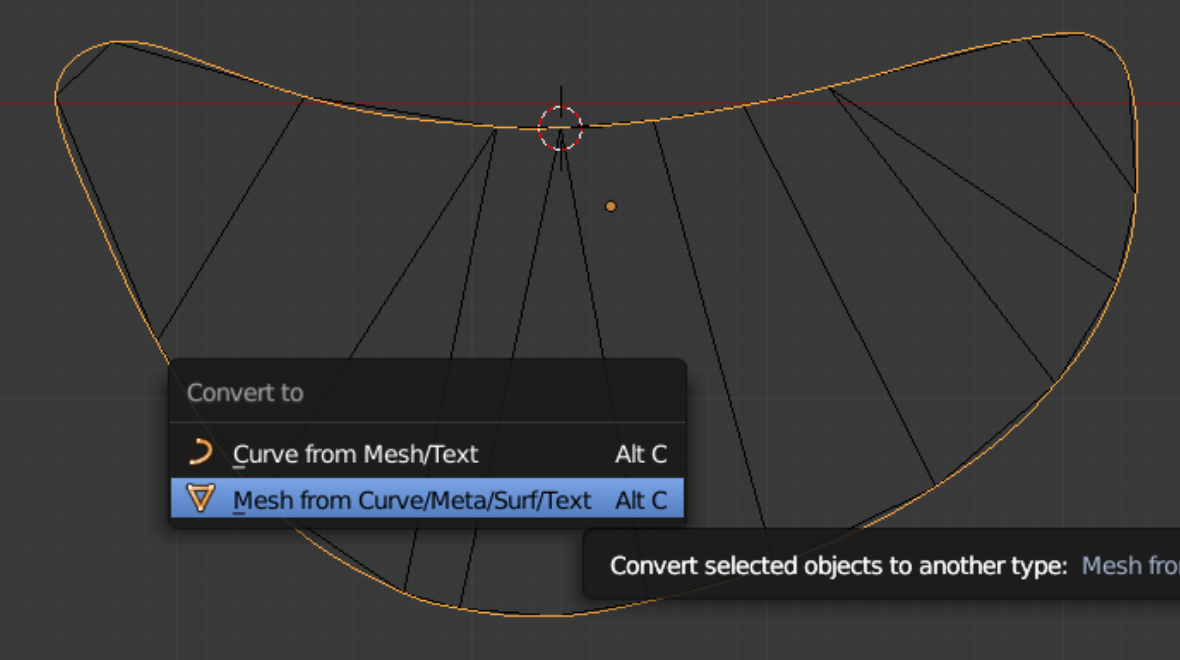 Convert to
Curve from Mesh/Text Alt C
Mesh from Curve/Meta/Surf/Text Alt C
Convert selected objects to another type: Mesh fro